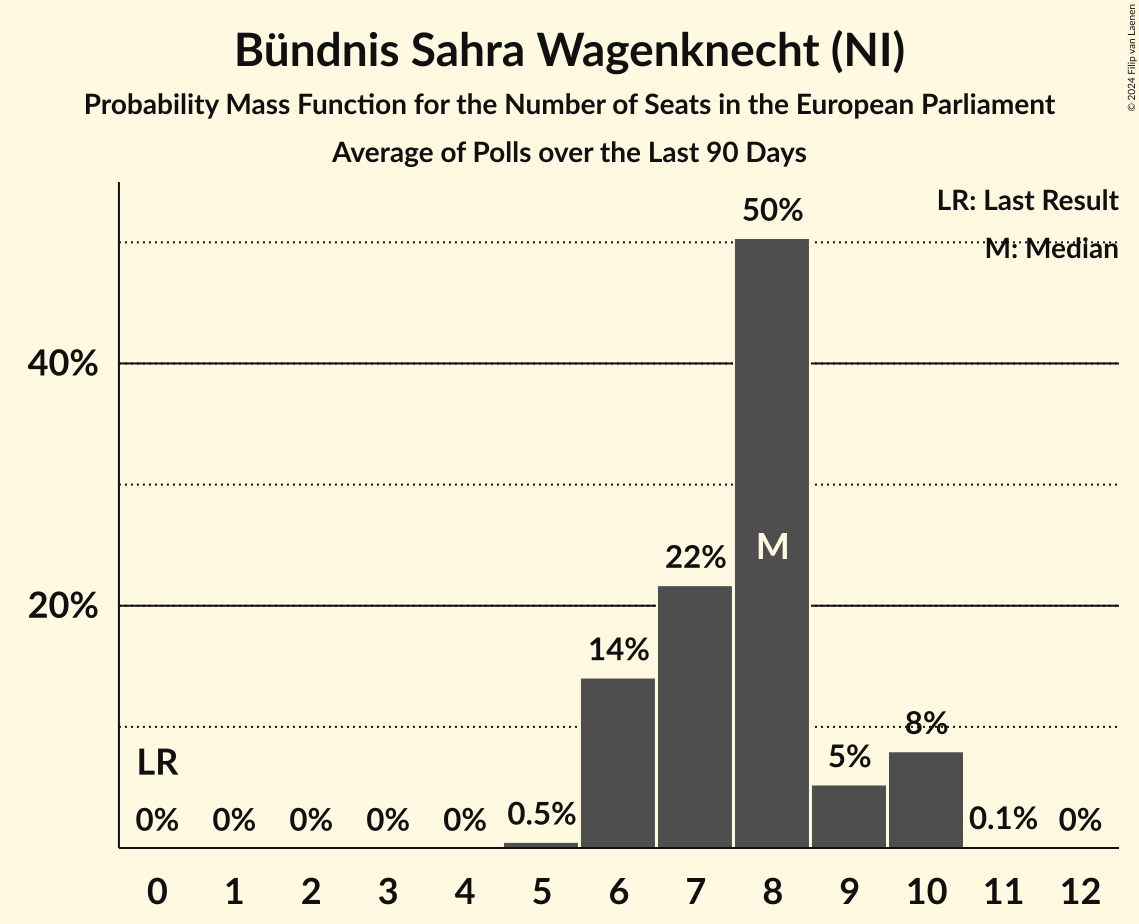 Bündnis Sahra Wagenknecht (NI)
Probability Mass Function for the Number of Seats in the European Parliament
Average of Polls over the Last 90 Days
© 2024 Filip van Laenen
LR: Last Result
M: Median
50%
40%
M
22%
20%
14%
8%
LR
5%
0% 0% 0% 0% 0% 0.5% 0.1% 0%
0 1 2 3 4 5 6 7 8 9 10 11 12